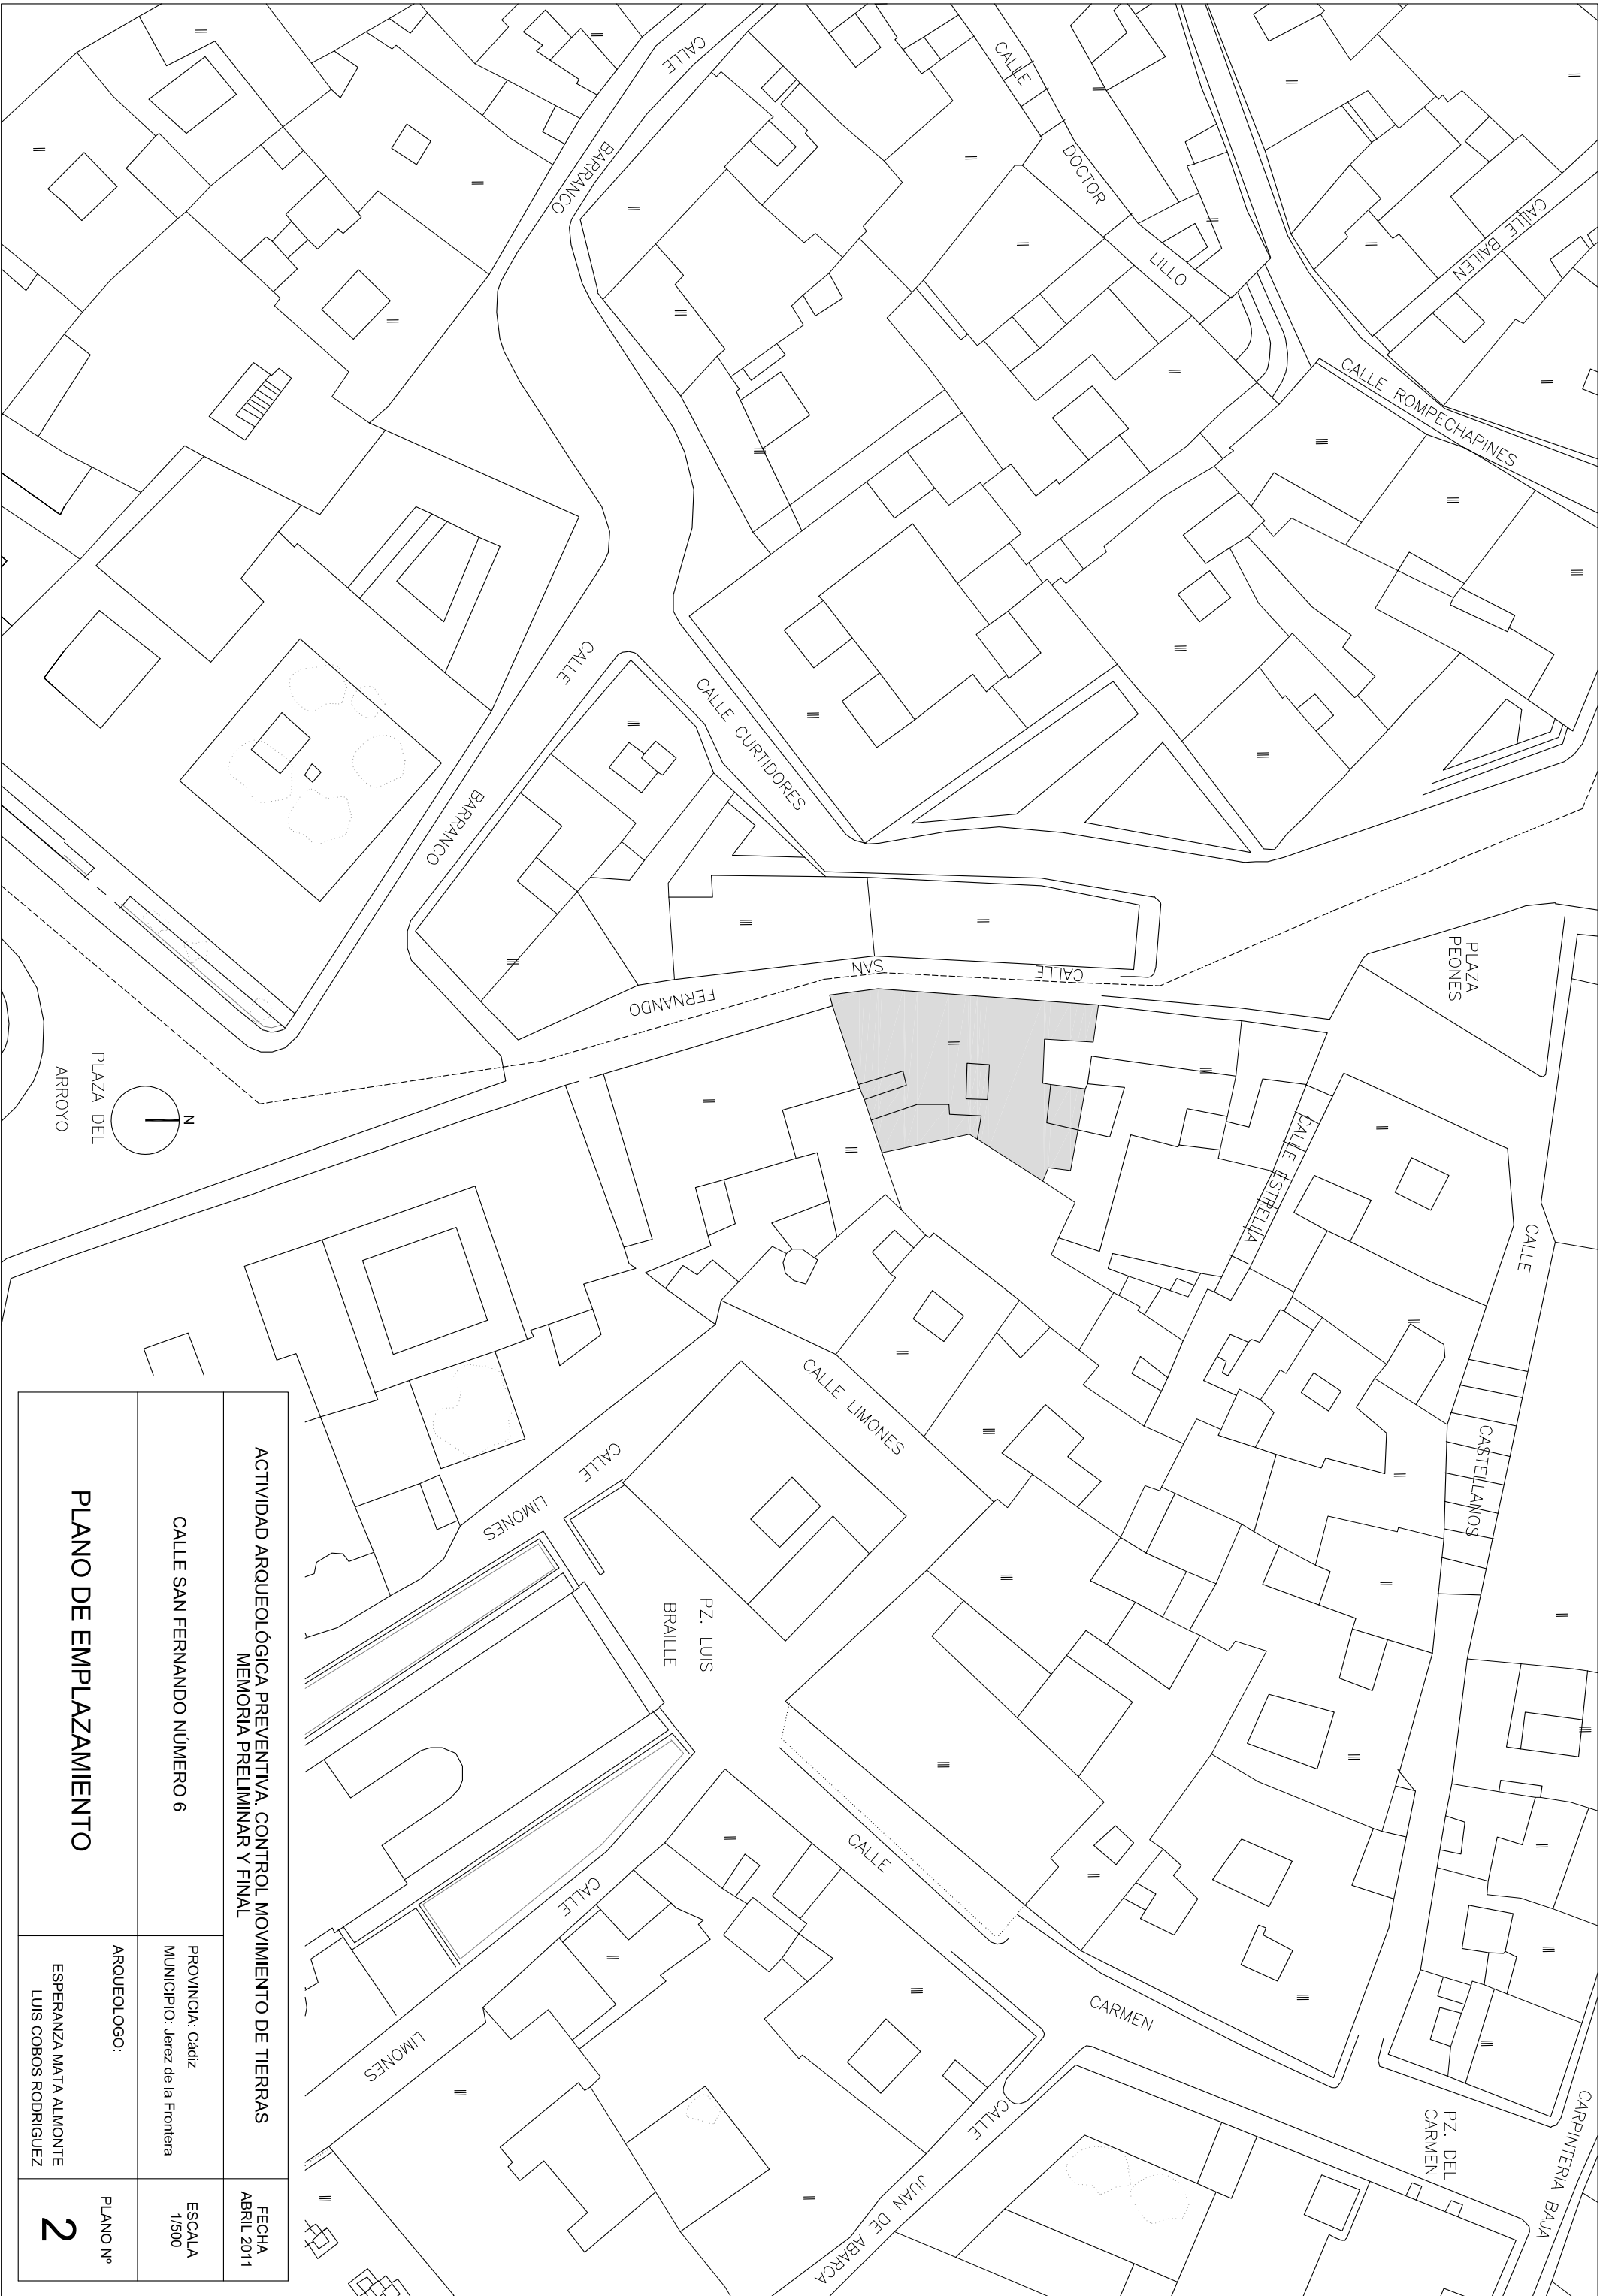 CALLE
BARRANCO
CALLE
DOCTOR
LILLO
CALLE BAILEN
CALLE ROMPECHAPINES
CALLE
BARRANCO
CALLE CURTIDORES
CALLE
SAN
FERNANDO
PLAZA
PEONES
CALLE ESTRELLA
CALLE
CASTELLANOS
PLAZA DEL
ARROYO
N
CALLE LIMONES
CALLE
LIMONES
PZ. LUIS
BRAILLE
CALLE
LIMONES
CALLE
CARMEN
CALLE
JUAN DE ABARCA
PZ. DEL
CARMEN
CARPINTERIA BAJA
ACTIVIDAD ARQUEOLÓGICA PREVENTIVA. CONTROL MOVIMIENTO DE TIERRAS
MEMORIA PRELIMINAR Y FINAL
FECHA
ABRIL 2011
CALLE SAN FERNANDO NÚMERO 6
PROVINCIA: Cádiz
MUNICIPIO: Jerez de la Frontera
ESCALA
1/500
PLANO DE EMPLAZAMIENTO
ARQUEOLOGO:
ESPERANZA MATA ALMONTE
LUIS COBOS RODRIGUEZ
PLANO Nº
2